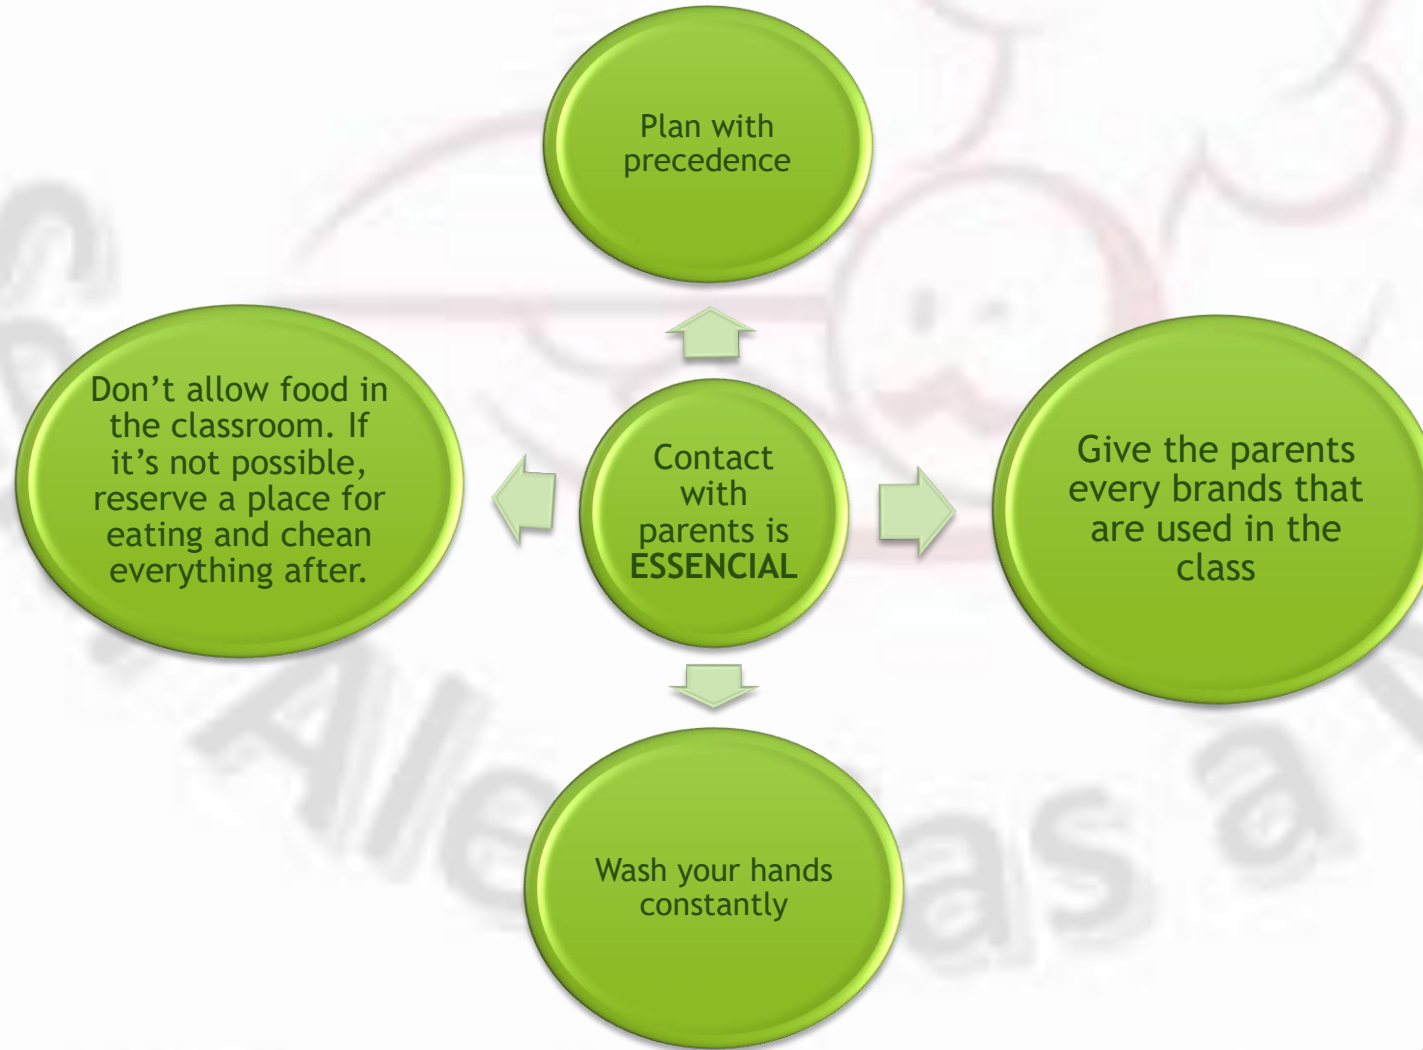 Plan with
precedence
Don't allow food in
the classroom. If
it's not possible,
reserve a place for
eating and chean
everything after.
Contact
with
parents is
ESSENCIAL
Give the parents
every brands that
are used in the
class
Wash your hands
constantly